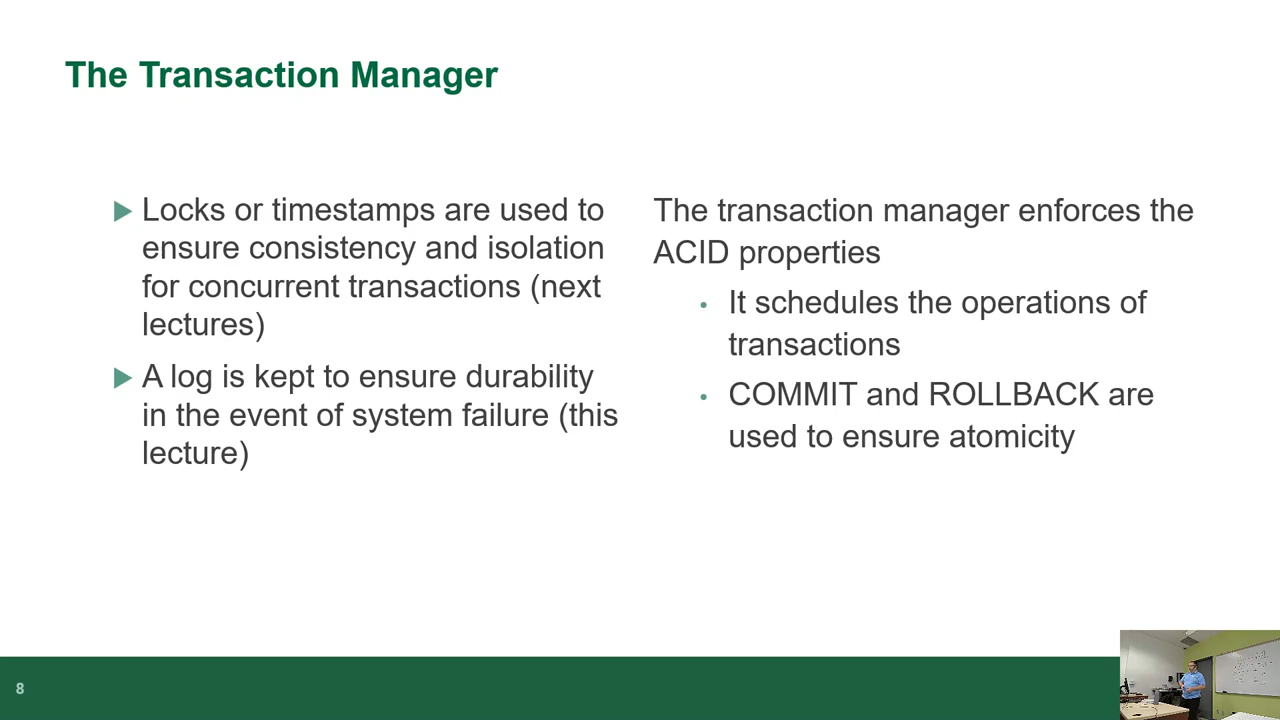 The Transaction Manager
Locks or timestamps are used to
ensure consistency and isolation
for concurrent transactions (next
lectures)
A log is kept to ensure durability
in the event of system failure (this
lecture)
The transaction manager enforces the
ACID properties
It schedules the operations of
transactions
COMMIT and ROLLBACK are
used to ensure atomicity
8